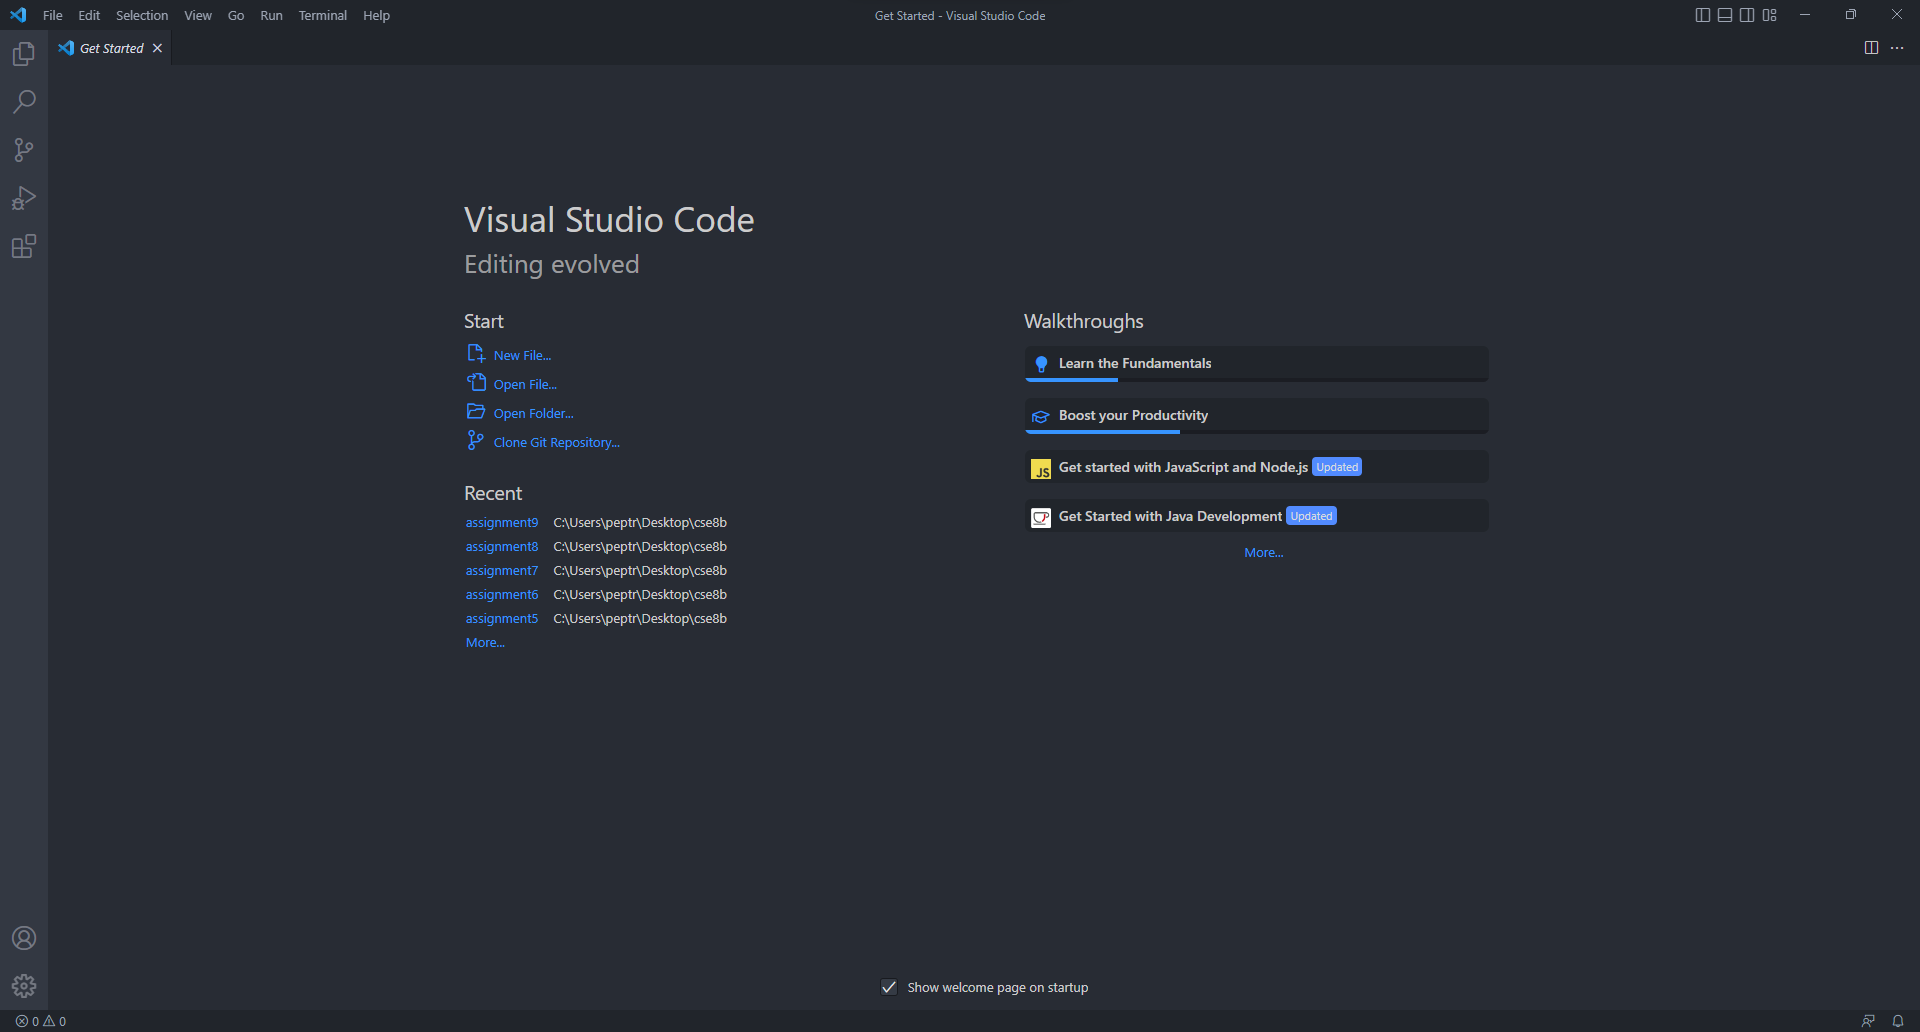 File Edit Selection View Go Run Terminal Help
Get Started - Visual Studio Code
Get Started
Visual Studio Code
Editing evolved
Start
New File...
Open File...
Open Folder...
Clone Git Repository...
Recent
assignment9 C:\Users\peptr\Desktop\cse8b
assignment8 C:\Users\peptr\Desktop\cse8b
assignment7 C:\Users\peptr\Desktop\cse8b
assignment6 C:\Users\peptr\Desktop\cse8b
assignment5 C:\Users\peptr\Desktop\cse8b
More...
Walkthroughs
Learn the Fundamentals
Boost your Productivity
JS Get started with JavaScript and Node.js Updated
Get Started with Java Development Updated
More...
Show welcome page on startup
0 0